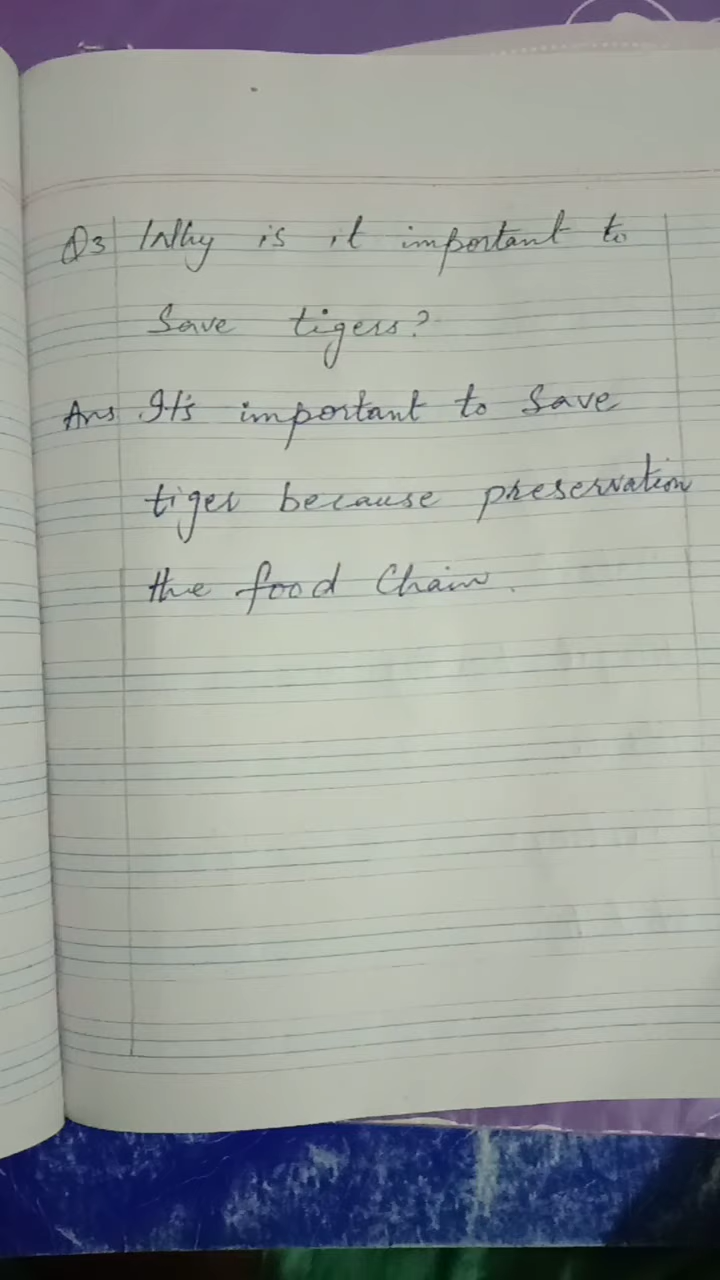 Q3 Why is it important to
Save tigers?
Ans It's important to Save
tiger because preservation
the food Chain.